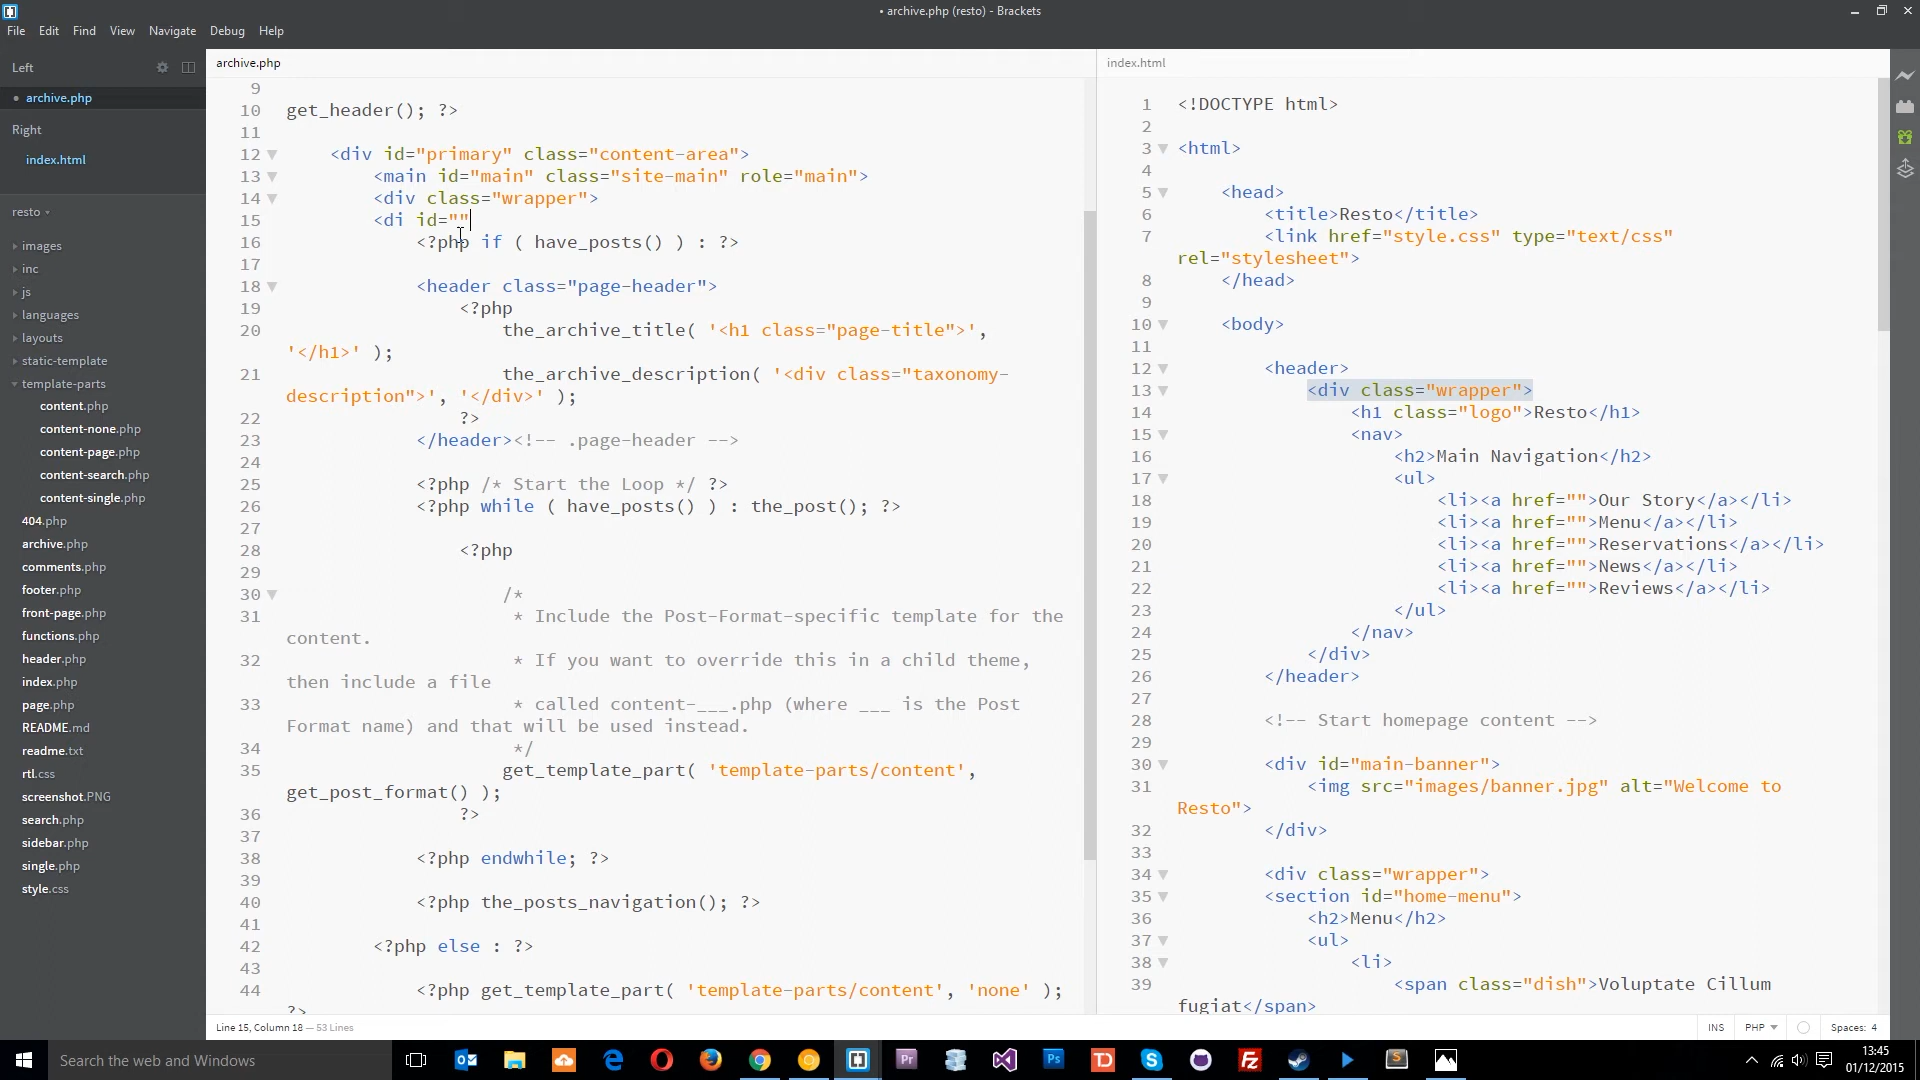 • archive.php (resto) - Brackets
File Edit Find View Navigate Debug Help
Left
• archive.php
Right
index.html
resto
images
inc
js
languages
layouts
static-template
template-parts
content.php
content-none.php
content-page.php
content-search.php
content-single.php
404.php
archive.php
comments.php
footer.php
front-page.php
functions.php
header.php
index.php
page.php
README.md
readme.txt
rtl.css
screenshot.PNG
search.php
sidebar.php
single.php
style.css
archive.php
9
10 get_header(); ?>
11
12 <div id="primary" class="content-area">
13 <main id="main" class="site-main" role="main">
14 <div class="wrapper">
15 <di id=""
16 <?php if ( have_posts() ) : ?>
17
18 <header class="page-header">
19 <?php
20 the_archive_title( '<h1 class="page-title">',
'</h1>' );
21 the_archive_description( '<div class="taxonomy-
description">', '</div>' );
22 ?>
23 </header><!-- .page-header -->
24
25 <?php /* Start the Loop */ ?>
26 <?php while ( have_posts() ) : the_post(); ?>
27
28 <?php
29
30 /*
31 * Include the Post-Format-specific template for the
content.
32 * If you want to override this in a child theme,
then include a file
33 * called content-___.php (where ___ is the Post
Format name) and that will be used instead.
34 */
35 get_template_part( 'template-parts/content',
get_post_format() );
36 ?>
37
38 <?php endwhile; ?>
39
40 <?php the_posts_navigation(); ?>
41
42 <?php else : ?>
43
44 <?php get_template_part( 'template-parts/content', 'none' );
?>
index.html
1 <!DOCTYPE html>
2
3 <html>
4
5 <head>
6 <title>Resto</title>
7 <link href="style.css" type="text/css"
rel="stylesheet">
8 </head>
9
10 <body>
11
12 <header>
13 <div class="wrapper">
14 <h1 class="logo">Resto</h1>
15 <nav>
16 <h2>Main Navigation</h2>
17 <ul>
18 <li><a href="">Our Story</a></li>
19 <li><a href="">Menu</a></li>
20 <li><a href="">Reservations</a></li>
21 <li><a href="">News</a></li>
22 <li><a href="">Reviews</a></li>
23 </ul>
24 </nav>
25 </div>
26 </header>
27
28 <!-- Start homepage content -->
29
30 <div id="main-banner">
31 <img src="images/banner.jpg" alt="Welcome to
Resto">
32 </div>
33
34 <div class="wrapper">
35 <section id="home-menu">
36 <h2>Menu</h2>
37 <ul>
38 <li>
39 <span class="dish">Voluptate Cillum
fugiat</span>
Line 15, Column 18 — 53 Lines
INS PHP Spaces: 4
Search the web and Windows
Pr Ps TD S Fz S
13:45
01/12/2015